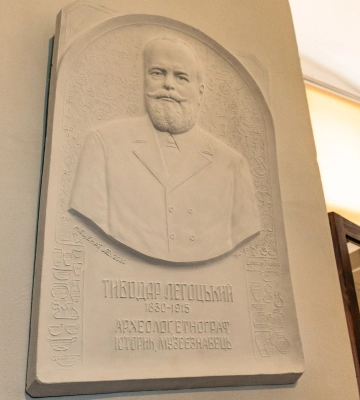 ТИВОДАР ЛЕГОЦЬКИЙ
1830-1915
АРХЕОЛОГ ЕТНОГРАФ
ІСТОРИК, МУЗЕЄЗНАВЕЦЬ